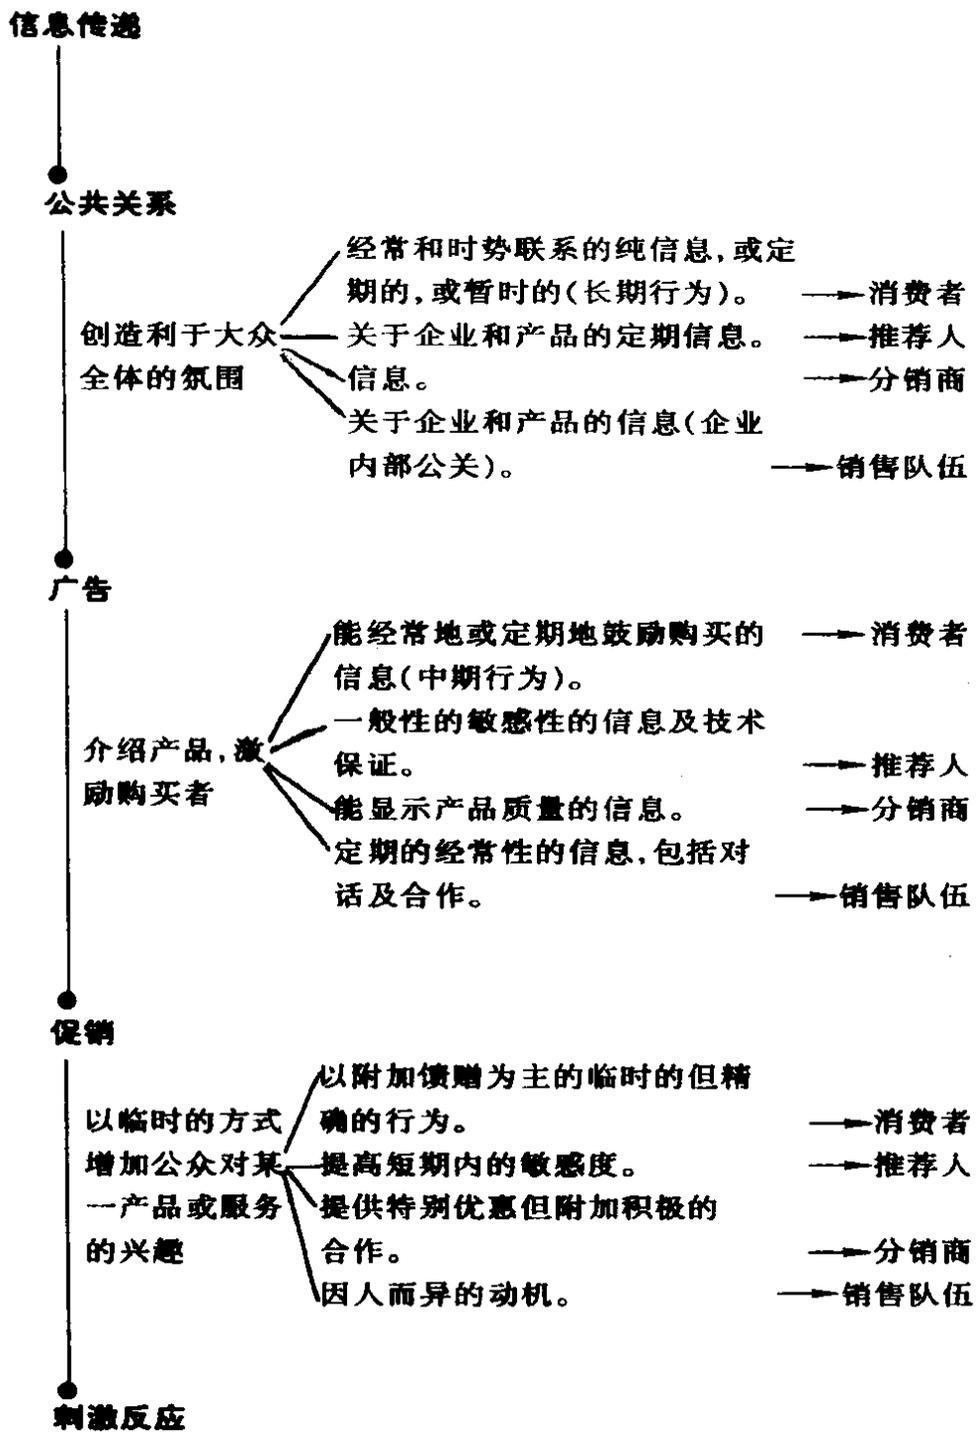 信息传递
公共关系
经常和时势联系的纯信息,或定
期的,或暂时的(长期行为)。 消费者
创造利于大众 关于企业和产品的定期信息。 推荐人
全体的氛围 信息。 分销商
关于企业和产品的信息(企业
内部公关)。 销售队伍
广告
能经常地或定期地鼓励购买的 消费者
信息(中期行为)。
一般性的敏感性的信息及技术
介绍产品,激 保证。 推荐人
励购买者 能显示产品质量的信息。 分销商
定期的经常性的信息,包括对
话及合作。 销售队伍
促销
以附加馈赠为主的临时的但精
以临时的方式 确的行为。 消费者
增加公众对某 提高短期内的敏感度。 推荐人
一产品或服务 提供特别优惠但附加积极的
的兴趣 合作。 分销商
因人而异的动机。 销售队伍
刺激反应